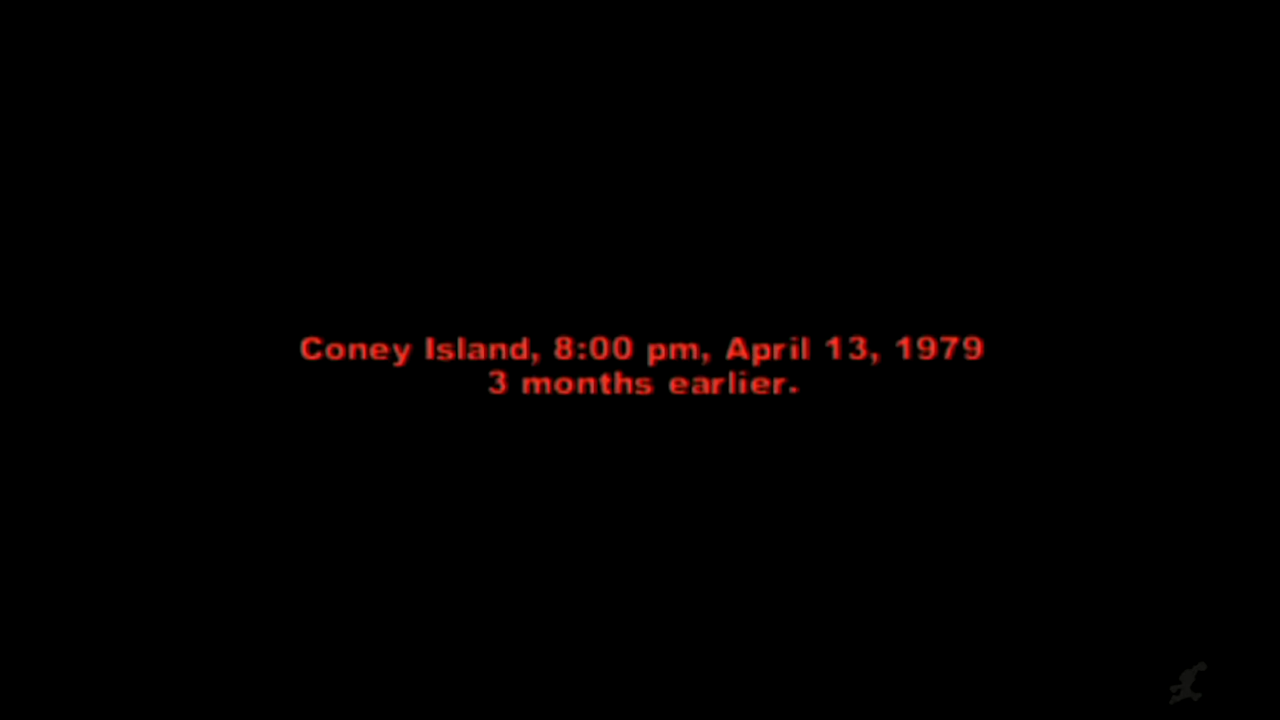 Coney Island, 8:00 pm, April 13, 1979
3 months earlier.